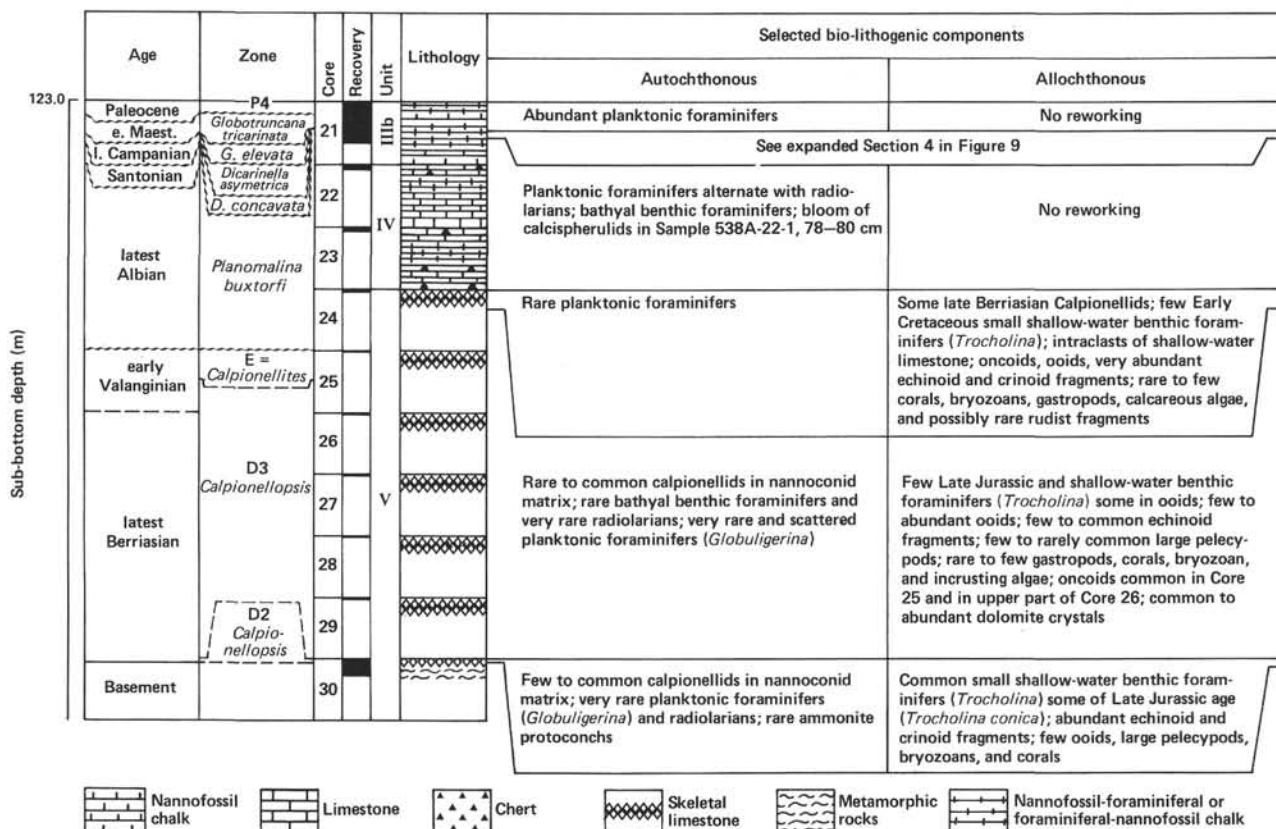 Age
Zone
Core
Recovery
Unit
Lithology
Selected bio-lithogenic components
Autochthonous
Allochthonous
Sub-bottom depth (m)
123.0
Paleocene
e. Maest.
l. Campanian
Santonian
latest
Albian
early
Valanginian
latest
Berriasian
Basement
P4
Globotruncana
tricarinata
G. elevata
Dicarinella
asymetrica
D. concavata
Planomalina
buxtorfi
E =
Calpionellites
D3
Calpionellopsis
D2
Calpio-
nellopsis
21
22
23
24
25
26
27
28
29
30
IIIb
IV
V
Abundant planktonic foraminifers
No reworking
See expanded Section 4 in Figure 9
Planktonic foraminifers alternate with radio-
larians; bathyal benthic foraminifers; bloom of
calcispherulids in Sample 538A-22-1, 78–80 cm
No reworking
Rare planktonic foraminifers
Some late Berriasian Calpionellids; few Early
Cretaceous small shallow-water benthic foram-
inifers (Trocholina); intraclasts of shallow-water
limestone; oncoids, ooids, very abundant
echinoid and crinoid fragments; rare to few
corals, bryozoans, gastropods, calcareous algae,
and possibly rare rudist fragments
Rare to common calpionellids in nannoconid
matrix; rare bathyal benthic foraminifers and
very rare radiolarians; very rare and scattered
planktonic foraminifers (Globuligerina)
Few Late Jurassic and shallow-water benthic
foraminifers (Trocholina) some in ooids; few to
abundant ooids; few to common echinoid
fragments; few to rarely common large pelecy-
pods; rare to few gastropods, corals, bryozoan,
and incrusting algae; oncoids common in Core
25 and in upper part of Core 26; common to
abundant dolomite crystals
Few to common calpionellids in nannoconid
matrix; very rare planktonic foraminifers
(Globuligerina) and radiolarians; rare ammonite
protoconchs
Common small shallow-water benthic foram-
inifers (Trocholina) some of Late Jurassic age
(Trocholina conica); abundant echinoid and
crinoid fragments; few ooids, large pelecypods,
bryozoans, and corals
Nannofossil
chalk
Limestone
Chert
Skeletal
limestone
Metamorphic
rocks
Nannofossil-foraminiferal or
foraminiferal-nannofossil chalk